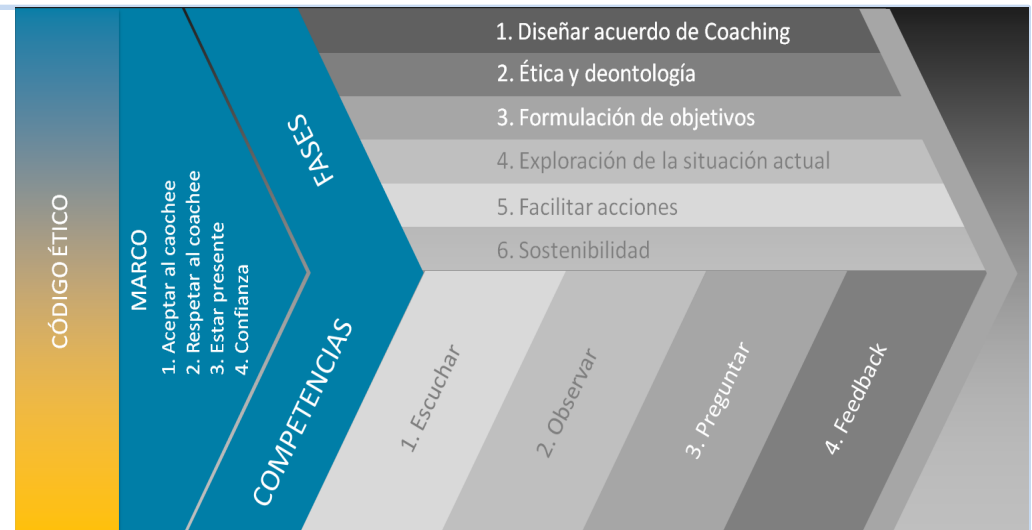 CÓDIGO ÉTICO
MARCO
1. Aceptar al caochee
2. Respetar al coachee
3. Estar presente
4. Confianza
FASES
1. Diseñar acuerdo de Coaching
2. Ética y deontología
3. Formulación de objetivos
4. Exploración de la situación actual
5. Facilitar acciones
6. Sostenibilidad
COMPETENCIAS
1. Escuchar
2. Observar
3. Preguntar
4. Feedback